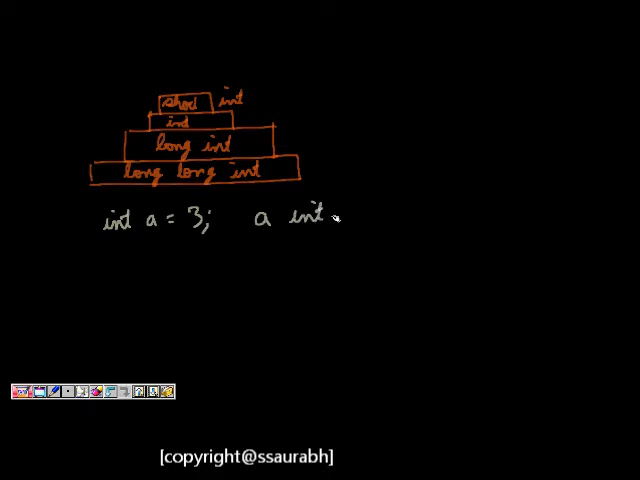 short int
int
long int
long long int
int a = 3; a int
[copyright@ssaurabh]